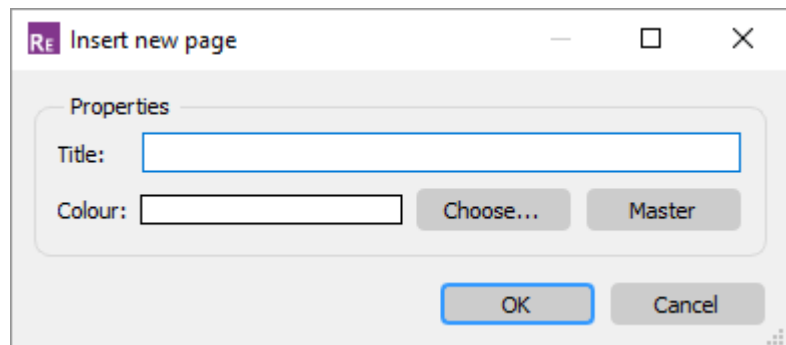 RE Insert new page
Properties
Title:
Colour: Choose... Master
OK Cancel